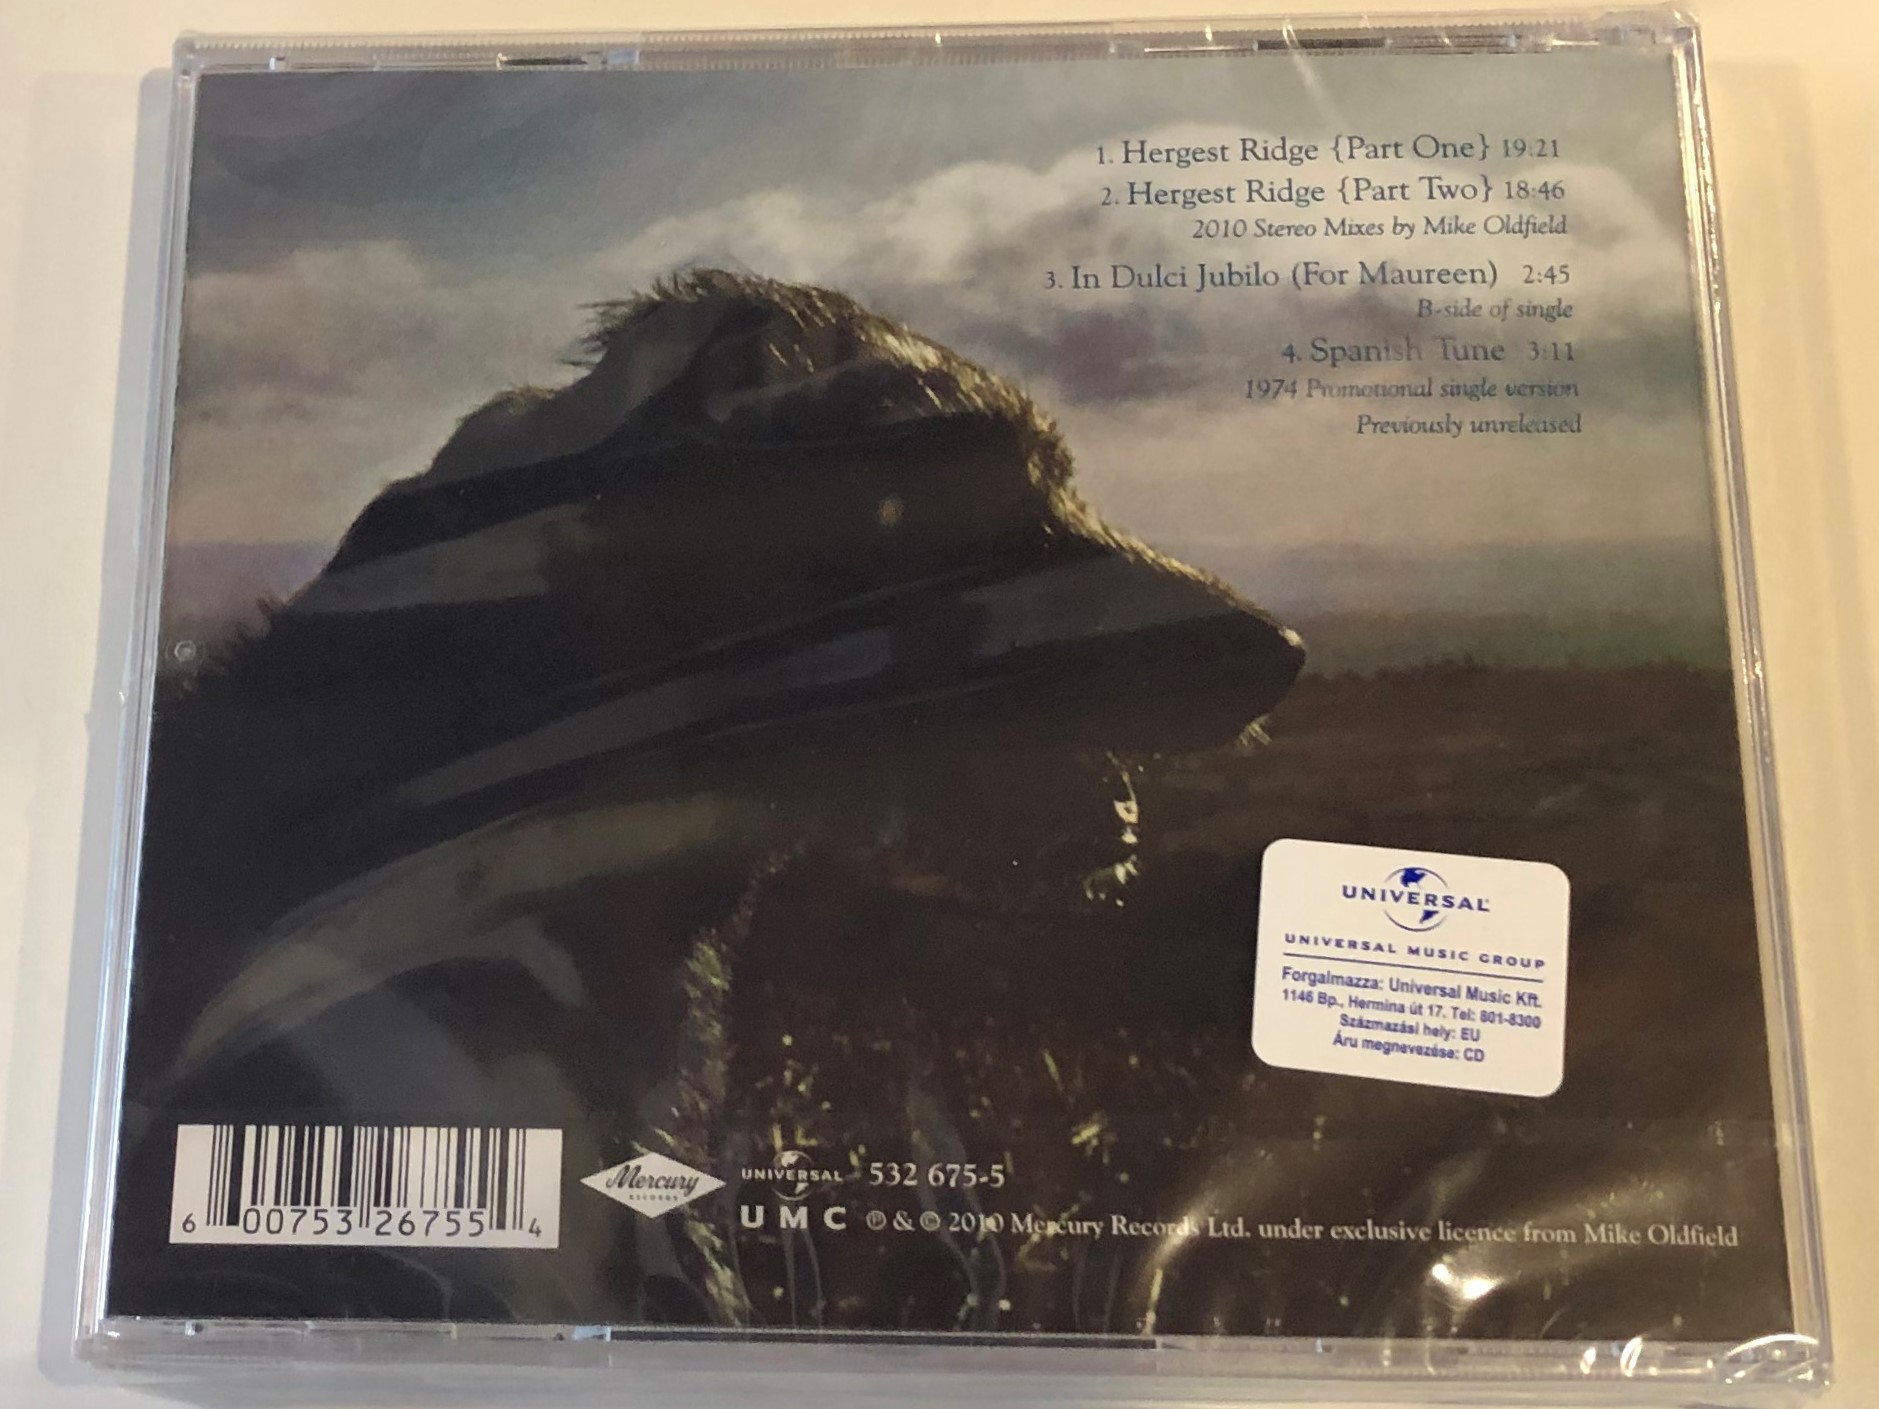 1. Hergest Ridge {Part One} 19:21
2. Hergest Ridge {Part Two} 18:46
2010 Stereo Mixes by Mike Oldfield
3. In Dulci Jubilo (For Maureen) 2:45
B-side of single
4. Spanish Tune 3:11
1974 Promotional single version
Previously unreleased
UNIVERSAL
UNIVERSAL MUSIC GROUP
Forgalmazza: Universal Music Kft.
1146 Bp., Hermina út 17. Tel: 801-8300
Származási hely: EU
Áru megnevezése: CD
6 00753 26755 4
Mercury
RECORDS
UNIVERSAL 532 675-5
UMC ℗ & © 2010 Mercury Records Ltd. under exclusive licence from Mike Oldfield